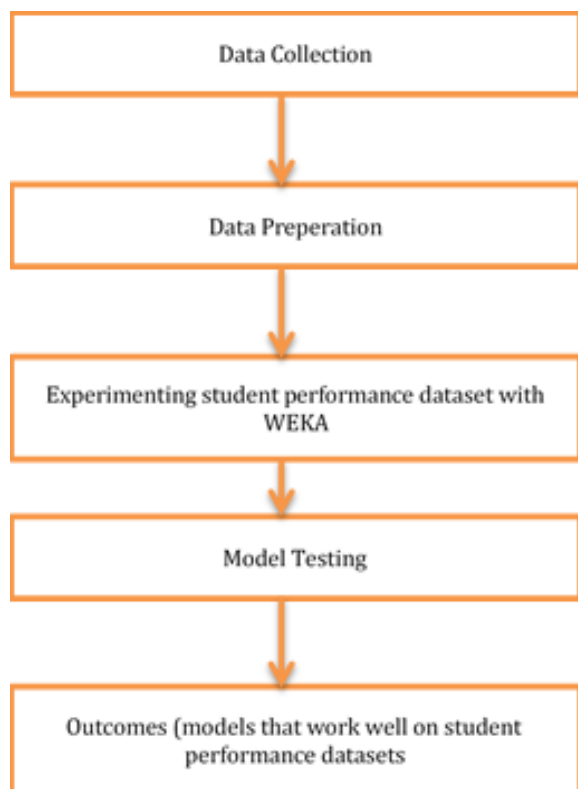 Data Collection
Data Preperation
Experimenting student performance dataset with
WEKA
Model Testing
Outcomes (models that work well on student
performance datasets